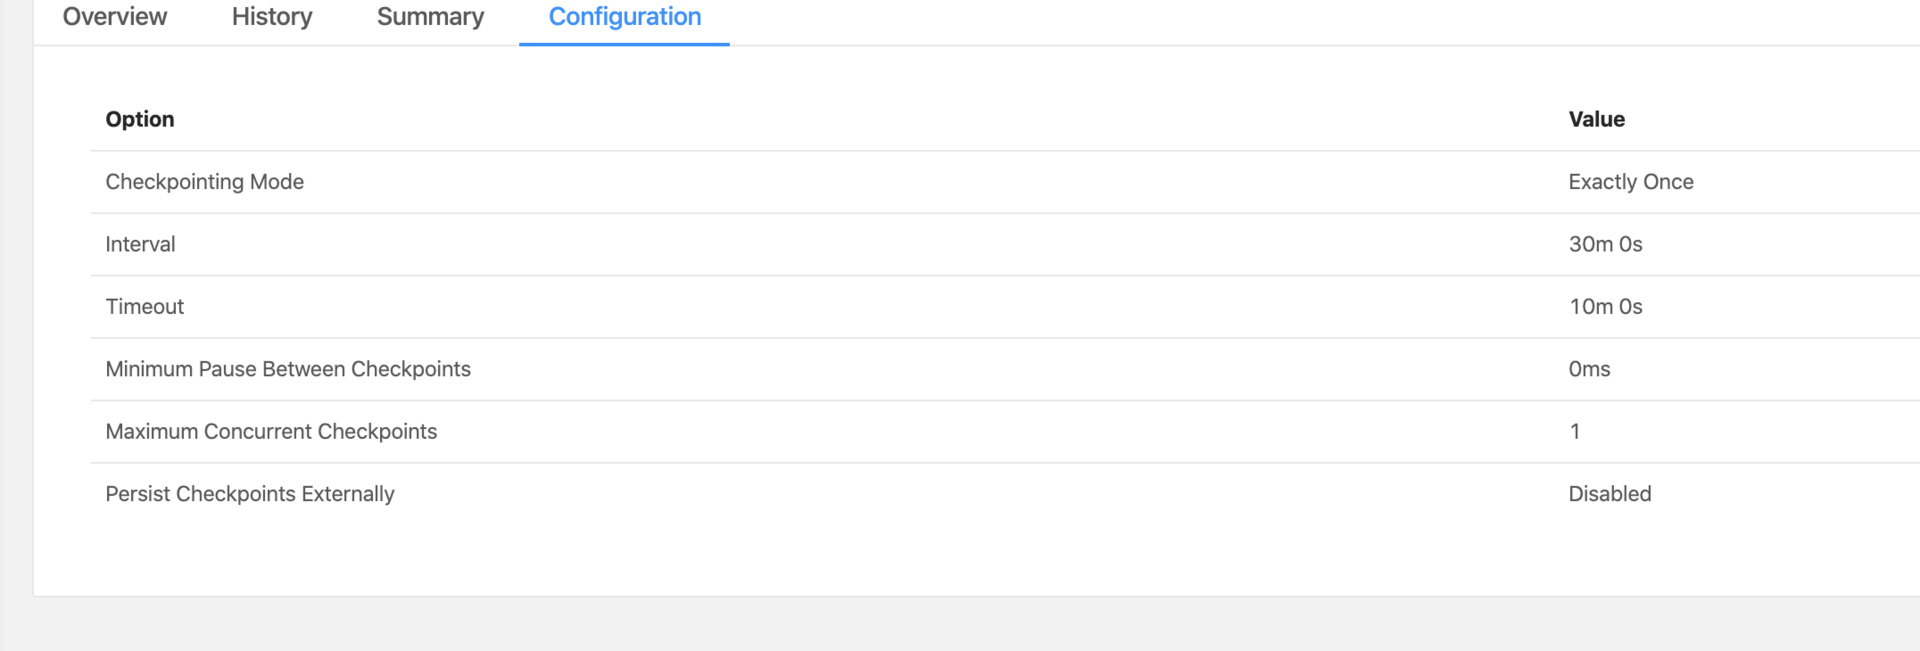 Overview History Summary Configuration
Option Value
Checkpointing Mode Exactly Once
Interval 30m 0s
Timeout 10m 0s
Minimum Pause Between Checkpoints 0ms
Maximum Concurrent Checkpoints 1
Persist Checkpoints Externally Disabled